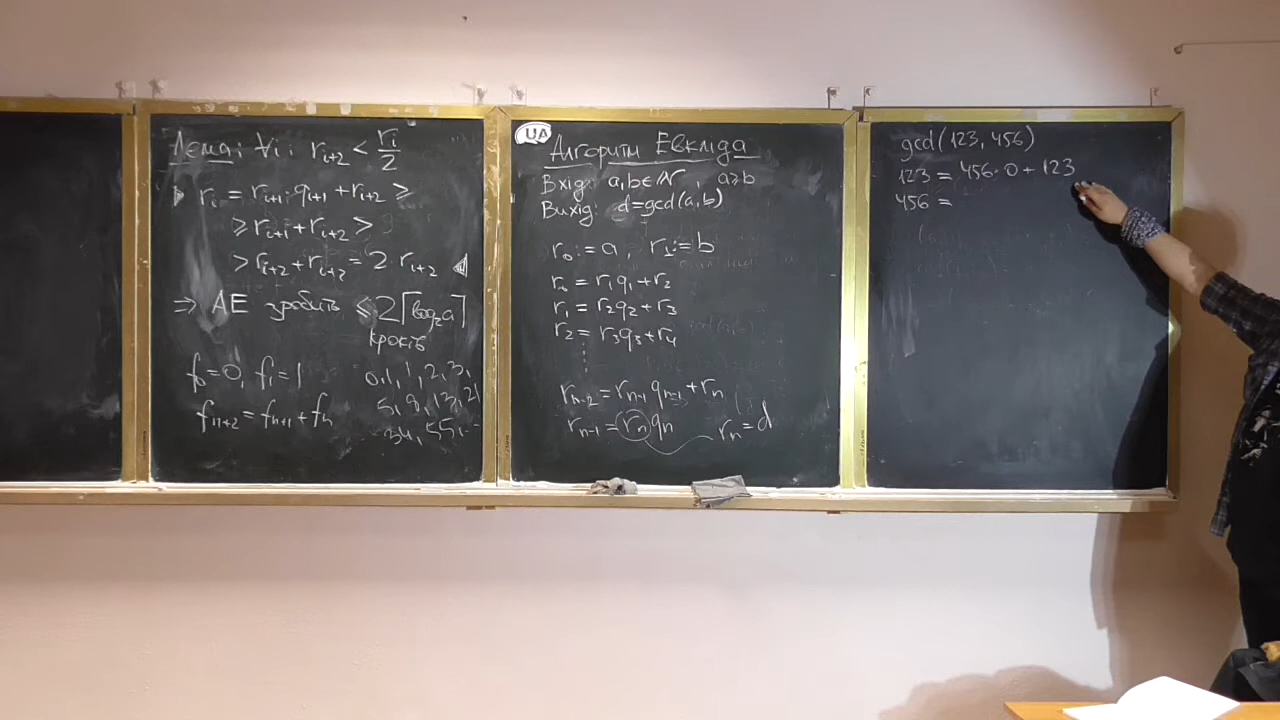 Лема: ∀i: r_{i+2} < r_i/2
r_i = r_{i+1}·q_{i+1} + r_{i+2} ≥
≥ r_{i+1} + r_{i+2} >
> r_{i+2} + r_{i+2} = 2 r_{i+2}
⇒ АЕ зробить ≤ 2⌈log₂a⌉
кроків
f₀=0, f₁=1
f_{n+2} = f_{n+1} + f_n
0,1,1,2,3,
5,8,13,21
34,55,...
UA
Алгоритм Евкліда
Вхід: a,b∈ℕ, a≥b
Вихід: d=gcd(a,b)
r₀:=a, r₁:=b
r₀ = r₁q₁+r₂
r₁ = r₂q₂+r₃
r₂ = r₃q₃+r₄
r_{n-2} = r_{n-1} q_{n-1} + r_n
r_{n-1} = r_n q_n
r_n = d
gcd(123,456)
123 = 456·0+123
456 =